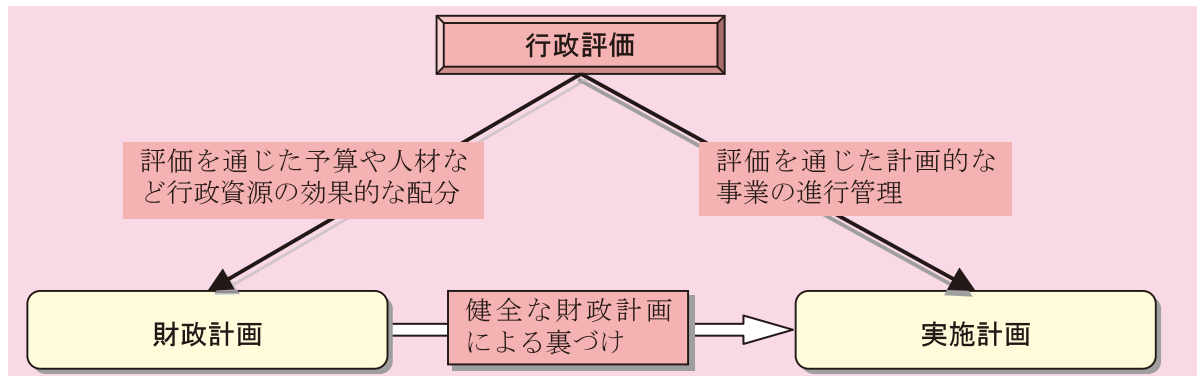 行政評価
評価を通じた予算や人材な
ど行政資源の効果的な配分
評価を通じた計画的な
事業の進行管理
財政計画
健全な財政計画
による裏づけ
実施計画